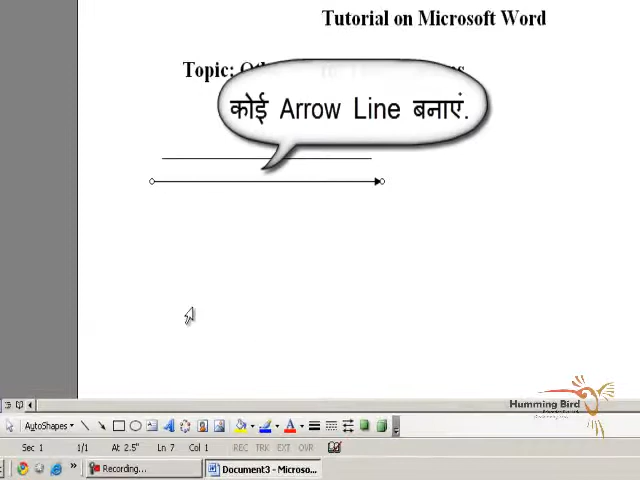 Tutorial on Microsoft Word
Topic:
कोई Arrow Line बनाएं.
Humming Bird
AutoShapes
Sec 1 1/1 At 2.5" Ln 7 Col 1 REC TRK EXT OVR
Recording... Document3 - Microso...